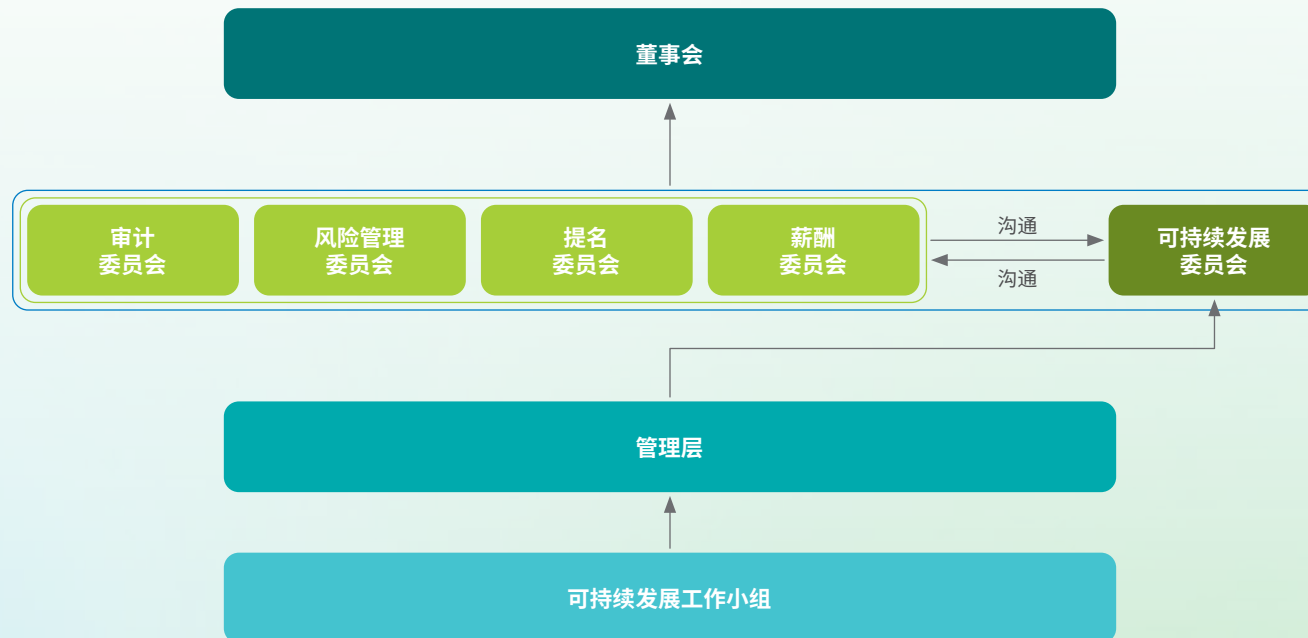 董事会
审计
委员会
风险管理
委员会
提名
委员会
薪酬
委员会
沟通
沟通
可持续发展
委员会
管理层
可持续发展工作小组